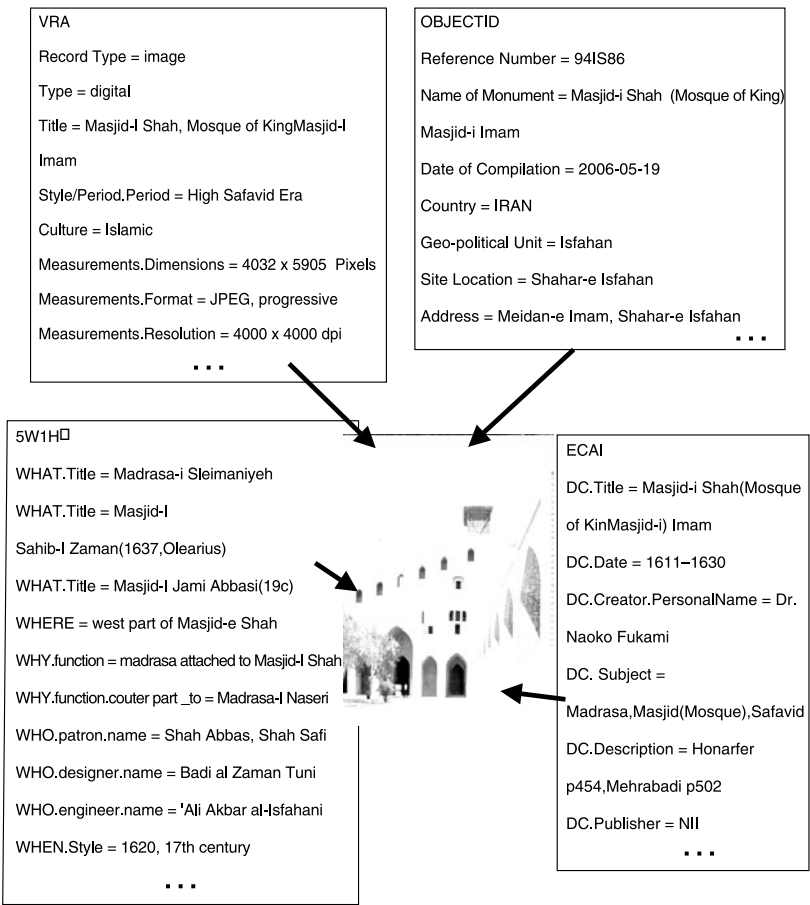 VRA
Record Type = image
Type = digital
Title = Masjid-I Shah, Mosque of KingMasjid-I
Imam
Style/Period.Period = High Safavid Era
Culture = Islamic
Measurements.Dimensions = 4032 x 5905 Pixels
Measurements.Format = JPEG, progressive
Measurements.Resolution = 4000 x 4000 dpi
...
OBJECTID
Reference Number = 94IS86
Name of Monument = Masjid-i Shah (Mosque of King)
Masjid-i Imam
Date of Compilation = 2006-05-19
Country = IRAN
Geo-political Unit = Isfahan
Site Location = Shahar-e Isfahan
Address = Meidan-e Imam, Shahar-e Isfahan
...
5W1H□
WHAT.Title = Madrasa-i Sleimaniyeh
WHAT.Title = Masjid-I
Sahib-I Zaman(1637,Olearius)
WHAT.Title = Masjid-I Jami Abbasi(19c)
WHERE = west part of Masjid-e Shah
WHY.function = madrasa attached to Masjid-I Shah
WHY.function.couter part _to = Madrasa-I Naseri
WHO.patron.name = Shah Abbas, Shah Safi
WHO.designer.name = Badi al Zaman Tuni
WHO.engineer.name = 'Ali Akbar al-Isfahani
WHEN.Style = 1620, 17th century
...
ECAI
DC.Title = Masjid-i Shah(Mosque
of KinMasjid-i) Imam
DC.Date = 1611–1630
DC.Creator.PersonalName = Dr.
Naoko Fukami
DC. Subject =
Madrasa,Masjid(Mosque),Safavid
DC.Description = Honarfer
p454,Mehrabadi p502
DC.Publisher = NII
...